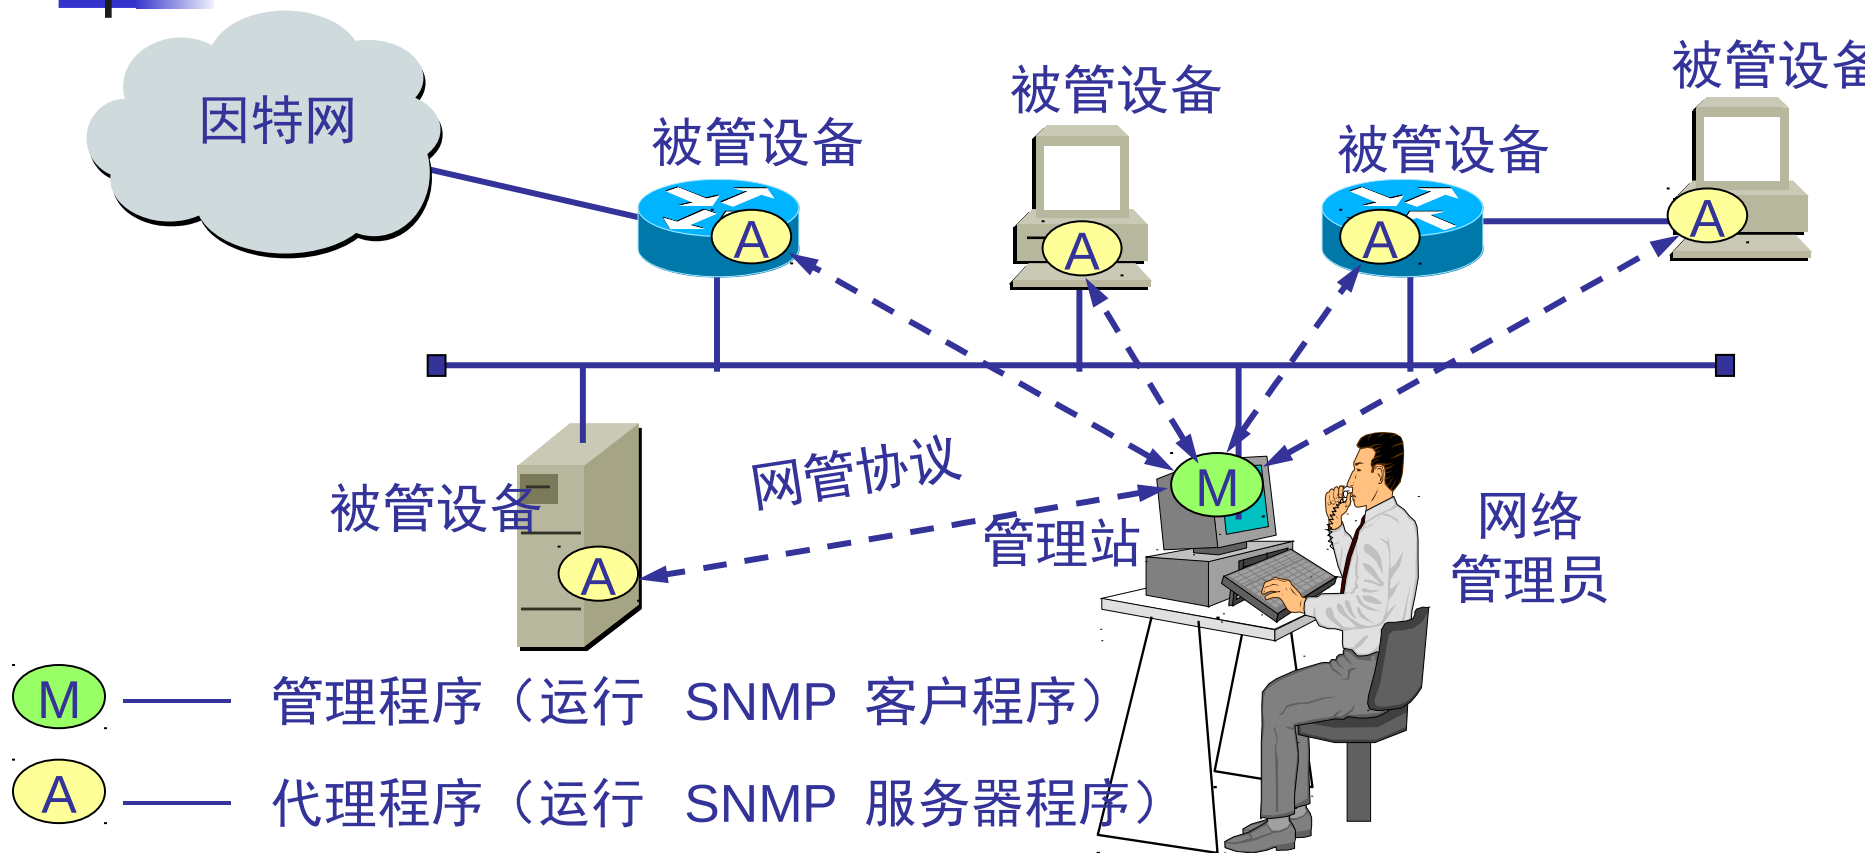 因特网
被管设备
A
被管设备
A
被管设备
A
被管设备
A
被管设备
A
网管协议
管理站
M
网络
管理员
M 管理程序（运行 SNMP 客户程序）
A 代理程序（运行 SNMP 服务器程序）